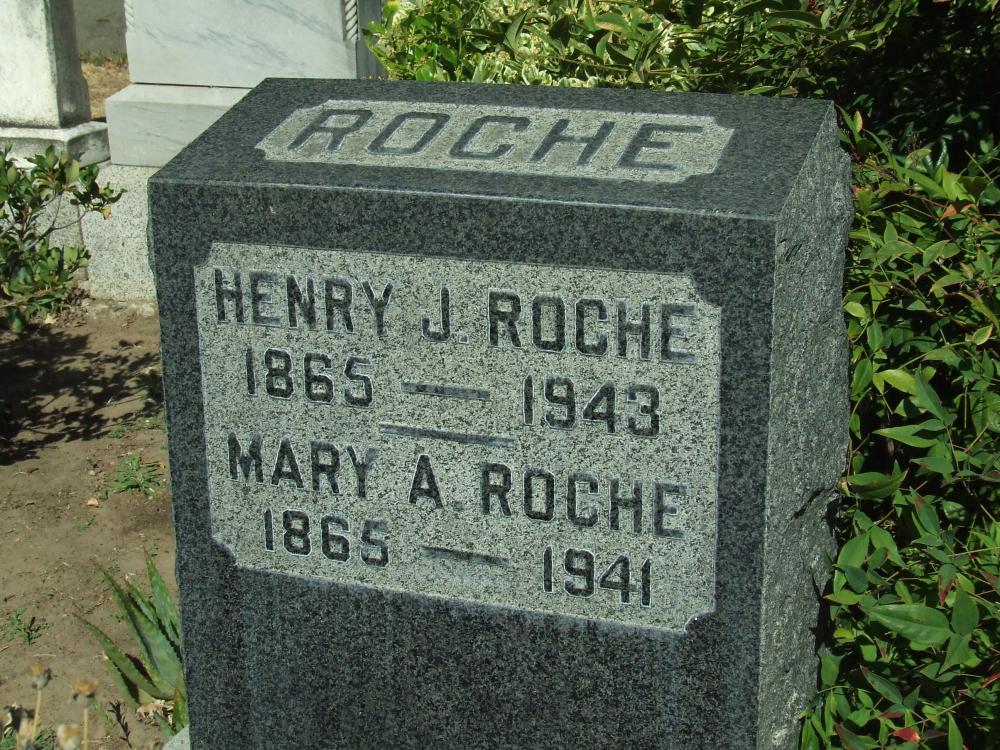 ROCHE
HENRY J. ROCHE
1865 — 1943
MARY A. ROCHE
1865 — 1941